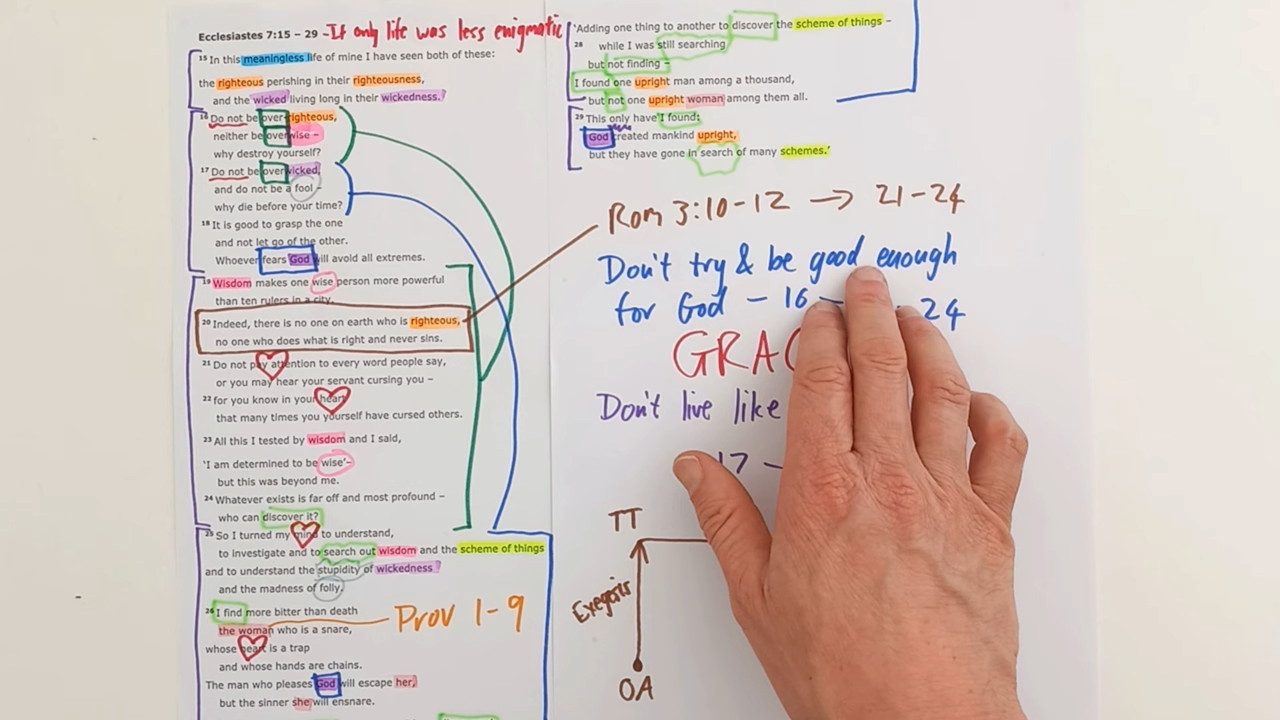 Ecclesiastes 7:15 – 29 - If only life was less enigmatic
15 In this meaningless life of mine I have seen both of these:
the righteous perishing in their righteousness,
and the wicked living long in their wickedness.
16 Do not be over righteous,
neither be over wise –
why destroy yourself?
17 Do not be over wicked,
and do not be a fool –
why die before your time?
18 It is good to grasp the one
and not let go of the other.
Whoever fears God will avoid all extremes.
19 Wisdom makes one wise person more powerful
than ten rulers in a city.
20 Indeed, there is no one on earth who is righteous,
no one who does what is right and never sins.
21 Do not pay attention to every word people say,
or you may hear your servant cursing you –
22 for you know in your heart
that many times you yourself have cursed others.
23 All this I tested by wisdom and I said,
'I am determined to be wise'–
but this was beyond me.
24 Whatever exists is far off and most profound –
who can discover it?
25 So I turned my mind to understand,
to investigate and to search out wisdom and the scheme of things
and to understand the stupidity of wickedness
and the madness of folly.
26 I find more bitter than death
the woman who is a snare,
whose heart is a trap
and whose hands are chains.
The man who pleases God will escape her,
but the sinner she will ensnare.
Prov 1-9
'Adding one thing to another to discover the scheme of things –
28 while I was still searching
but not finding –
I found one upright man among a thousand,
but not one upright woman among them all.
29 This only have I found:
God created mankind upright,
but they have gone in search of many schemes.'
Rom 3:10-12 → 21-24
Don't try & be good enough
for God - 16 - 24
Don't live like
17 -
TT
Exegesis
OA